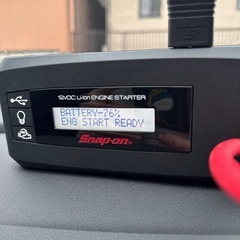 12VDC Li-ion ENGINE STARTER
BATTERY-76%
ENG START READY
Snap-on